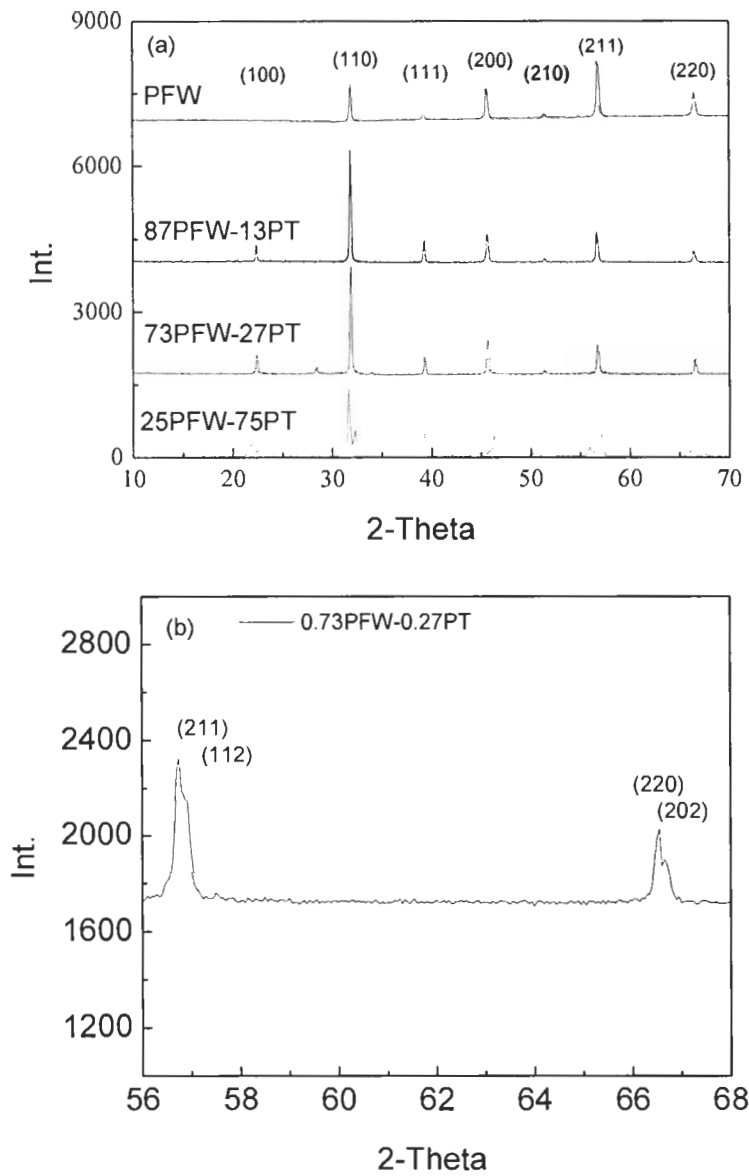 9000
(a)
(100)
(110)
(111)
(200)
(210)
(211)
(220)
PFW
6000
87PFW-13PT
Int.
3000
73PFW-27PT
25PFW-75PT
0
10 20 30 40 50 60 70
2-Theta
(b)
0.73PFW-0.27PT
2800
2400
(211)
(112)
(220)
(202)
2000
Int.
1600
1200
56 58 60 62 64 66 68
2-Theta